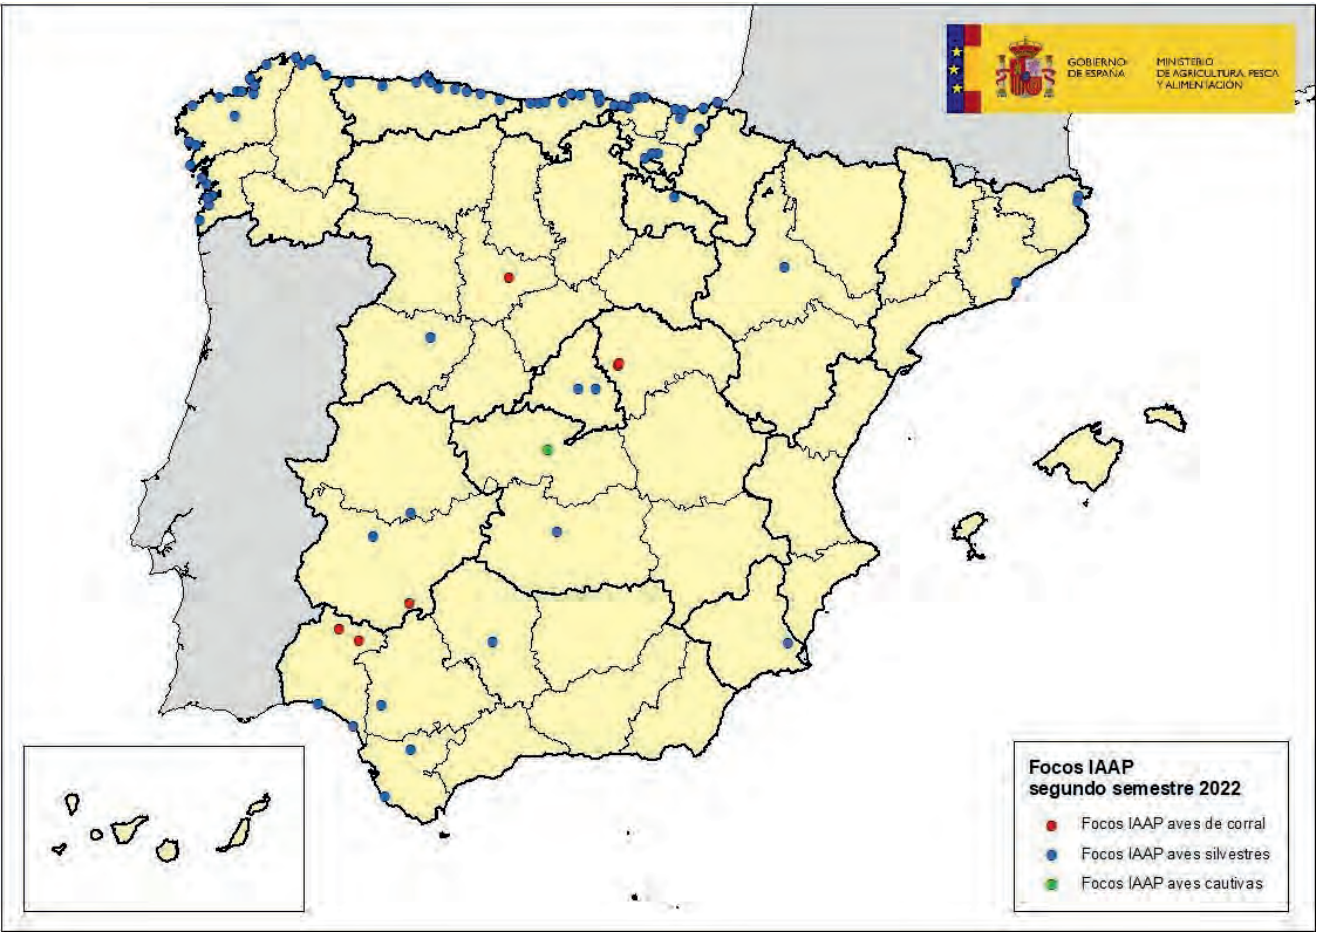 GOBIERNO
DE ESPAÑA
MINISTERIO
DE AGRICULTURA, PESCA
Y ALIMENTACIÓN
Focos IAAP
segundo semestre 2022
Focos IAAP aves de corral
Focos IAAP aves silvestres
Focos IAAP aves cautivas